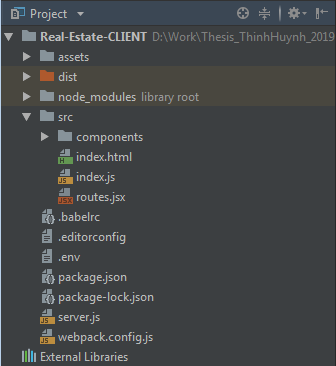 Project
Real-Estate-CLIENT D:\Work\Thesis_ThinhHuynh_2019
assets
dist
node_modules library root
src
components
index.html
index.js
routes.jsx
.babelrc
.editorconfig
.env
package.json
package-lock.json
server.js
webpack.config.js
External Libraries